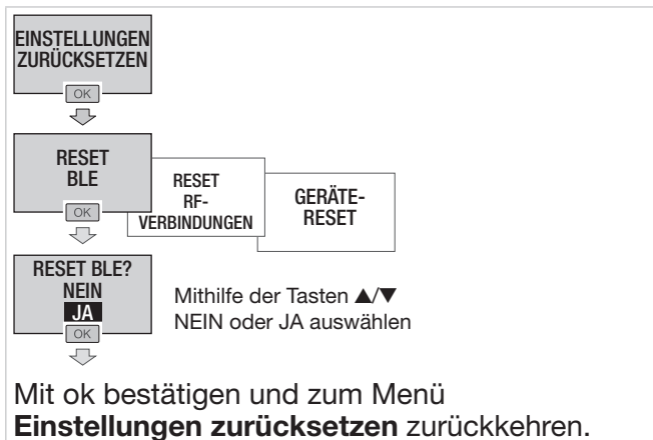 EINSTELLUNGEN
ZURÜCKSETZEN
OK
RESET
BLE
OK
RESET
RF-
VERBINDUNGEN
GERÄTE-
RESET
RESET BLE?
NEIN
JA
OK
Mithilfe der Tasten ▲/▼
NEIN oder JA auswählen
Mit ok bestätigen und zum Menü
Einstellungen zurücksetzen zurückkehren.